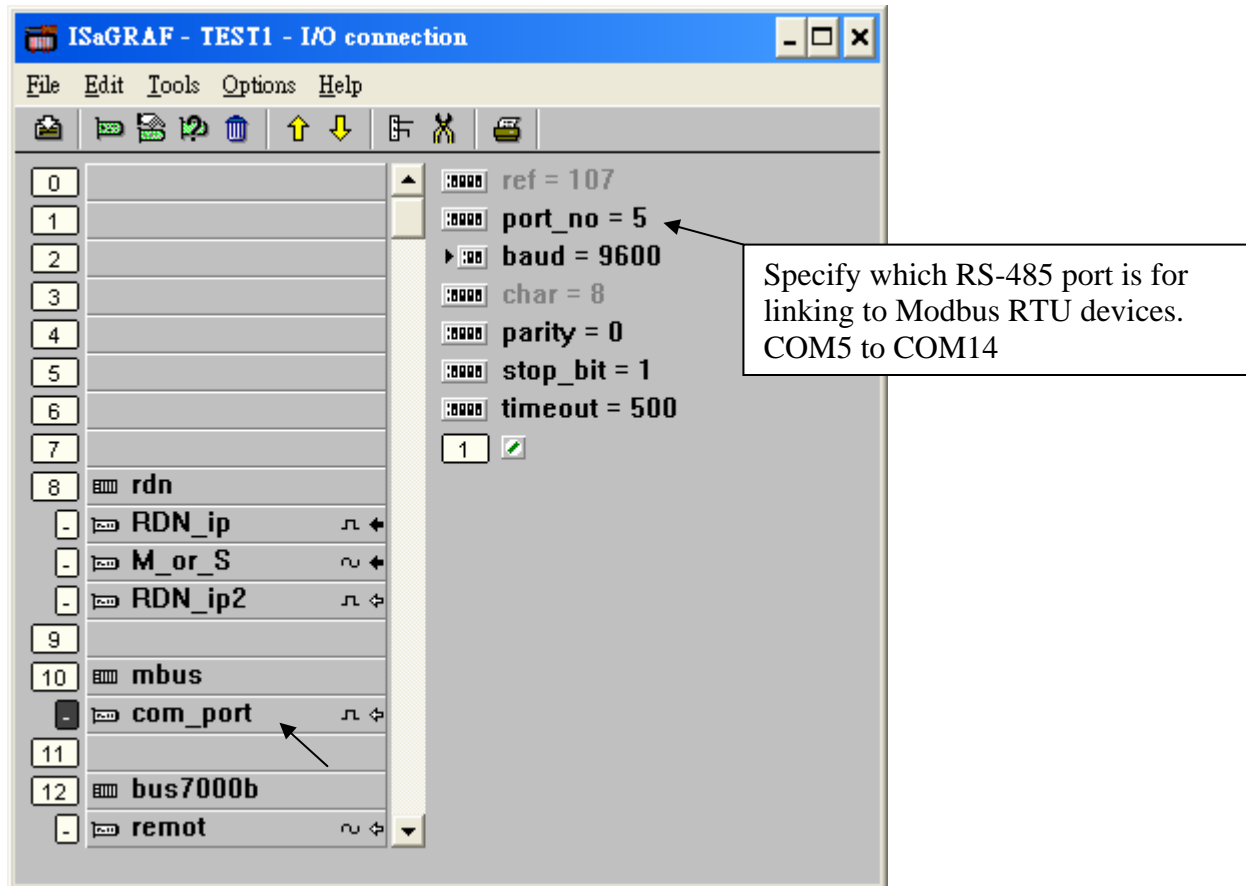 ISaGRAF - TEST1 - I/O connection
File Edit Tools Options Help
0
1
2
3
4
5
6
7
8 rdn
- RDN_ip
- M_or_S
- RDN_ip2
9
10 mbus
- com_port
11
12 bus7000b
- remot
ref = 107
port_no = 5
baud = 9600
char = 8
parity = 0
stop_bit = 1
timeout = 500
1
Specify which RS-485 port is for
linking to Modbus RTU devices.
COM5 to COM14